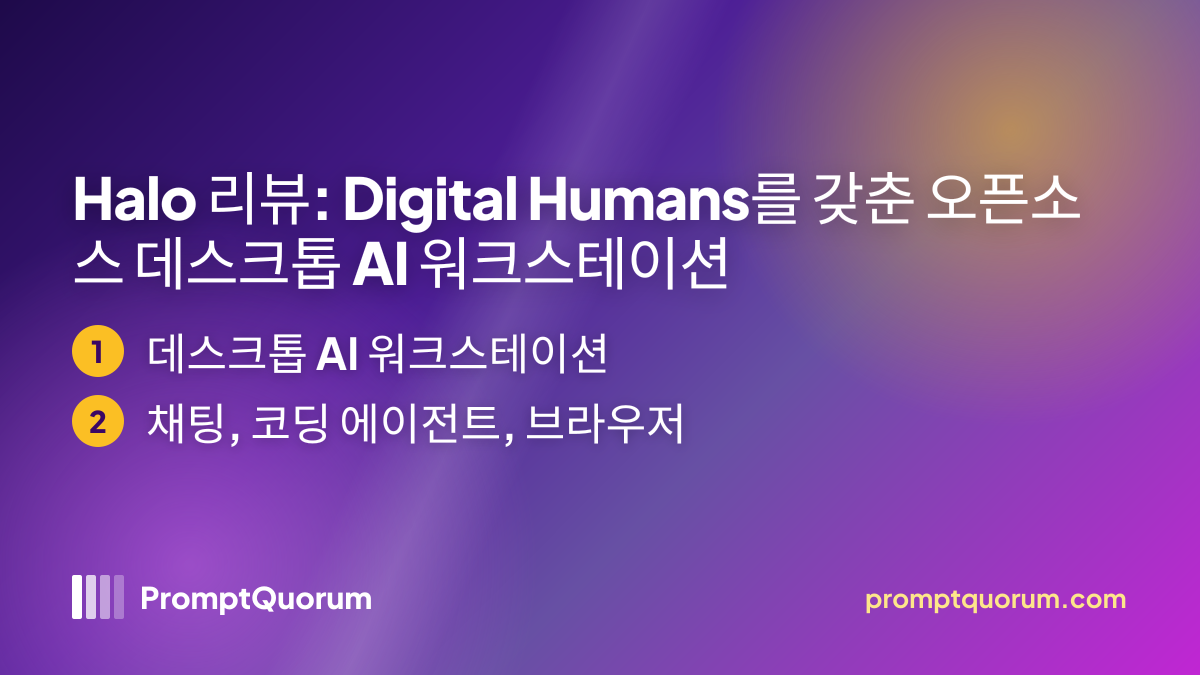 Halo 리뷰: Digital Humans를 갖춘 오픈소
스 데스크톱 AI 워크스테이션
1 데스크톱 AI 워크스테이션
2 채팅, 코딩 에이전트, 브라우저
PromptQuorum
promptquorum.com